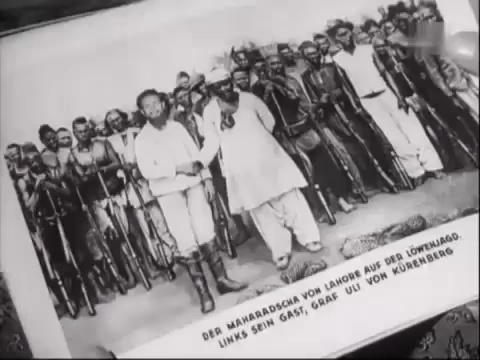 DER MAHARADSCHA VON LAHORE AUF DER LÖWENJAGD.
LINKS SEIN GAST, GRAF ULI VON KÜRENBERG